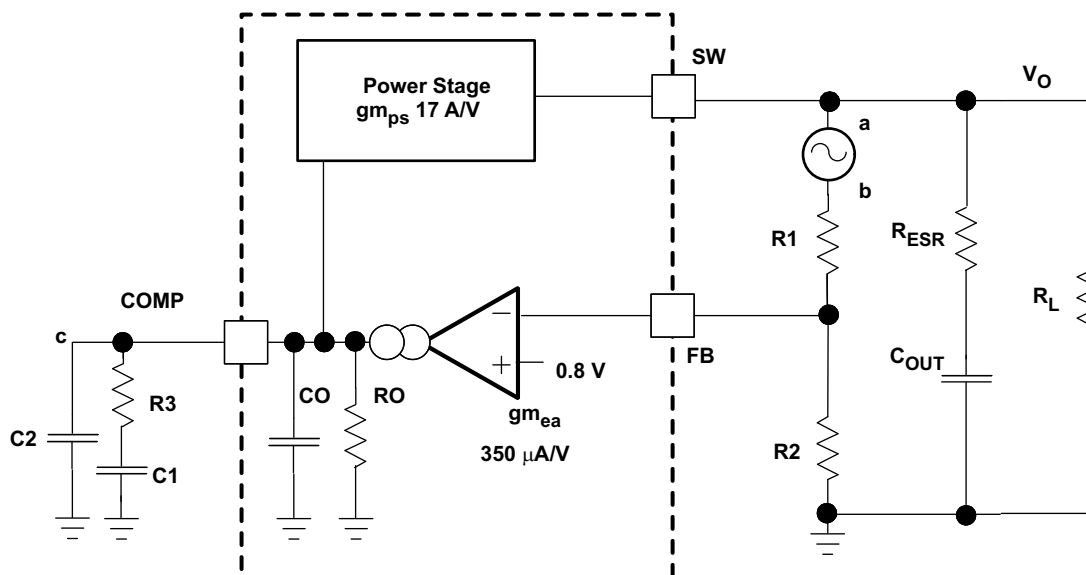 SW
V_O
Power Stage
gm_ps 17 A/V
a
b
R1
R_ESR
R_L
COMP
c
R3
C2
C1
CO
RO
−
+
0.8 V
FB
gm_ea
350 μA/V
C_OUT
R2